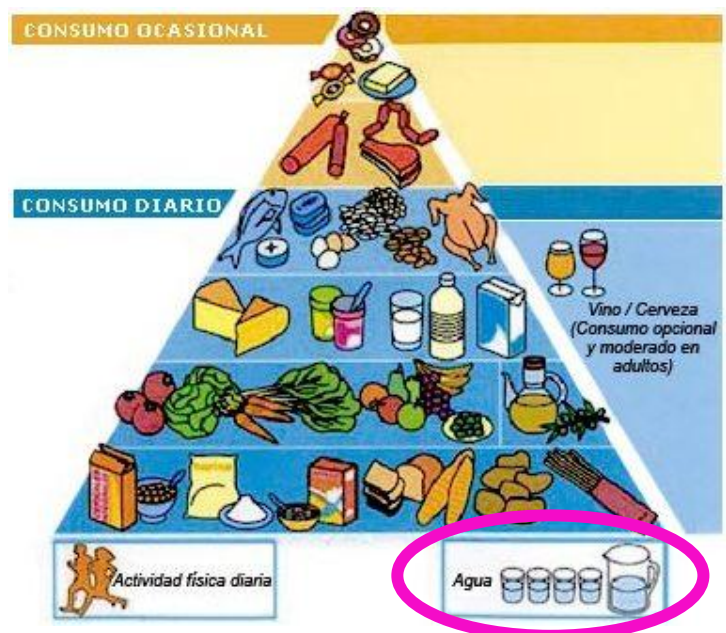 CONSUMO OCASIONAL
CONSUMO DIARIO
Vino / Cerveza
(Consumo opcional
y moderado en
adultos)
Actividad física diaria
Agua